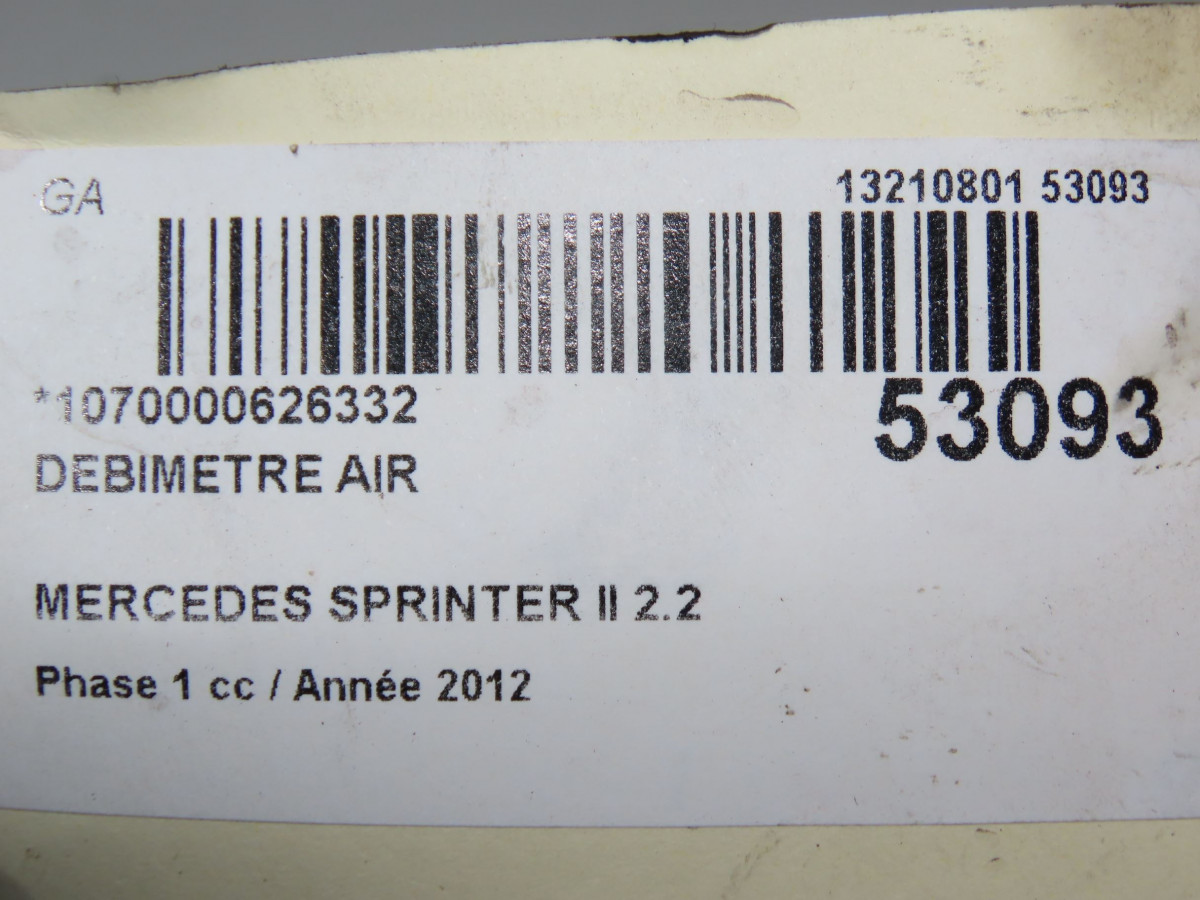 GA
13210801 53093
*1070000626332
53093
DEBIMETRE AIR
MERCEDES SPRINTER II 2.2
Phase 1 cc / Année 2012